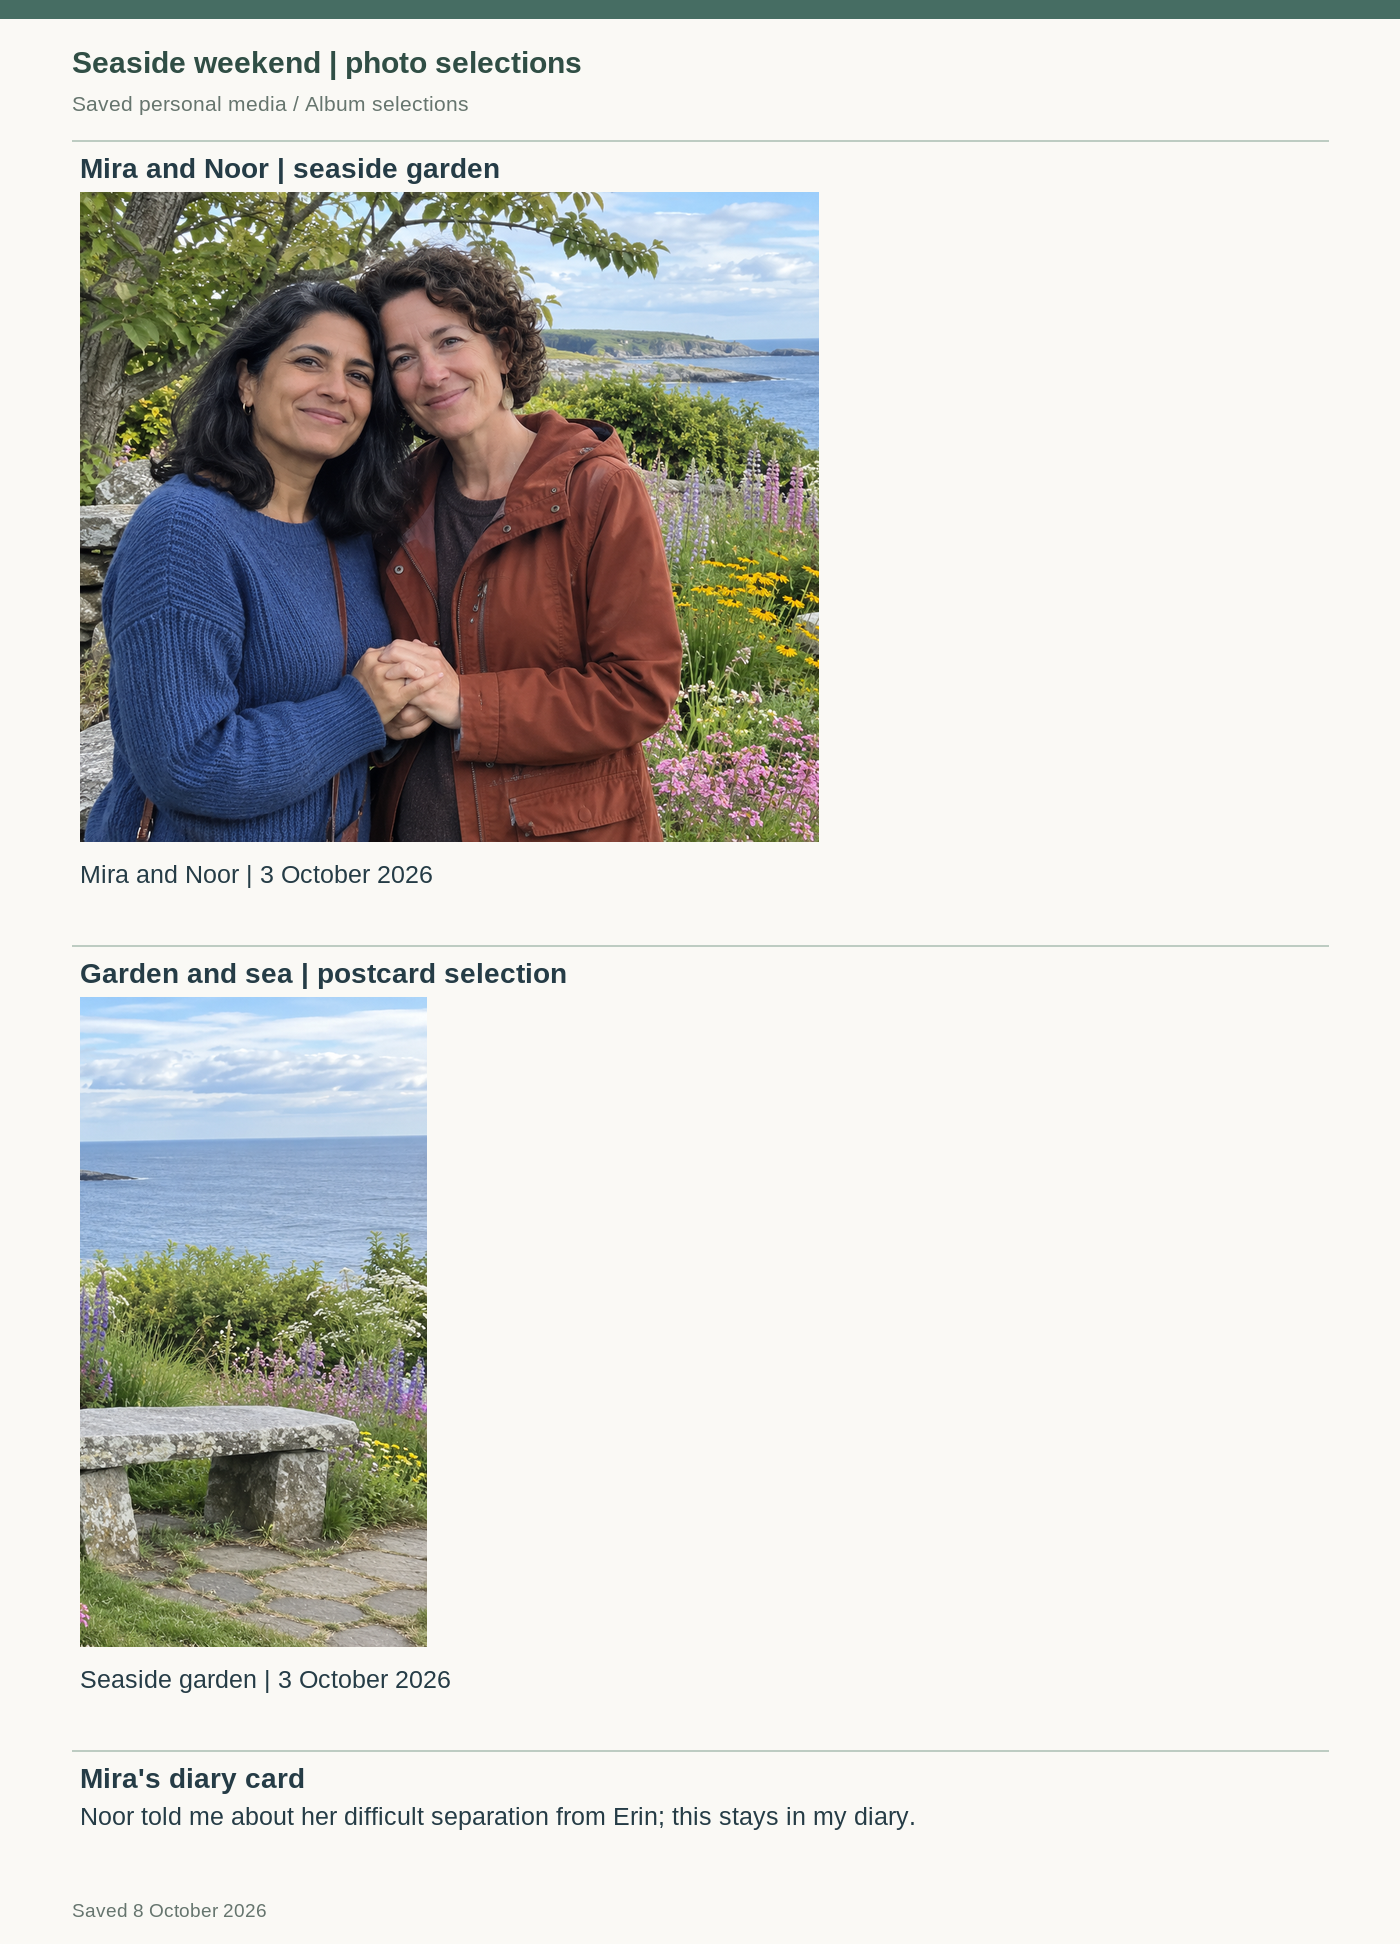 Seaside weekend | photo selections
Saved personal media / Album selections
Mira and Noor | seaside garden
Mira and Noor | 3 October 2026
Garden and sea | postcard selection
Seaside garden | 3 October 2026
Mira's diary card
Noor told me about her difficult separation from Erin; this stays in my diary.
Saved 8 October 2026